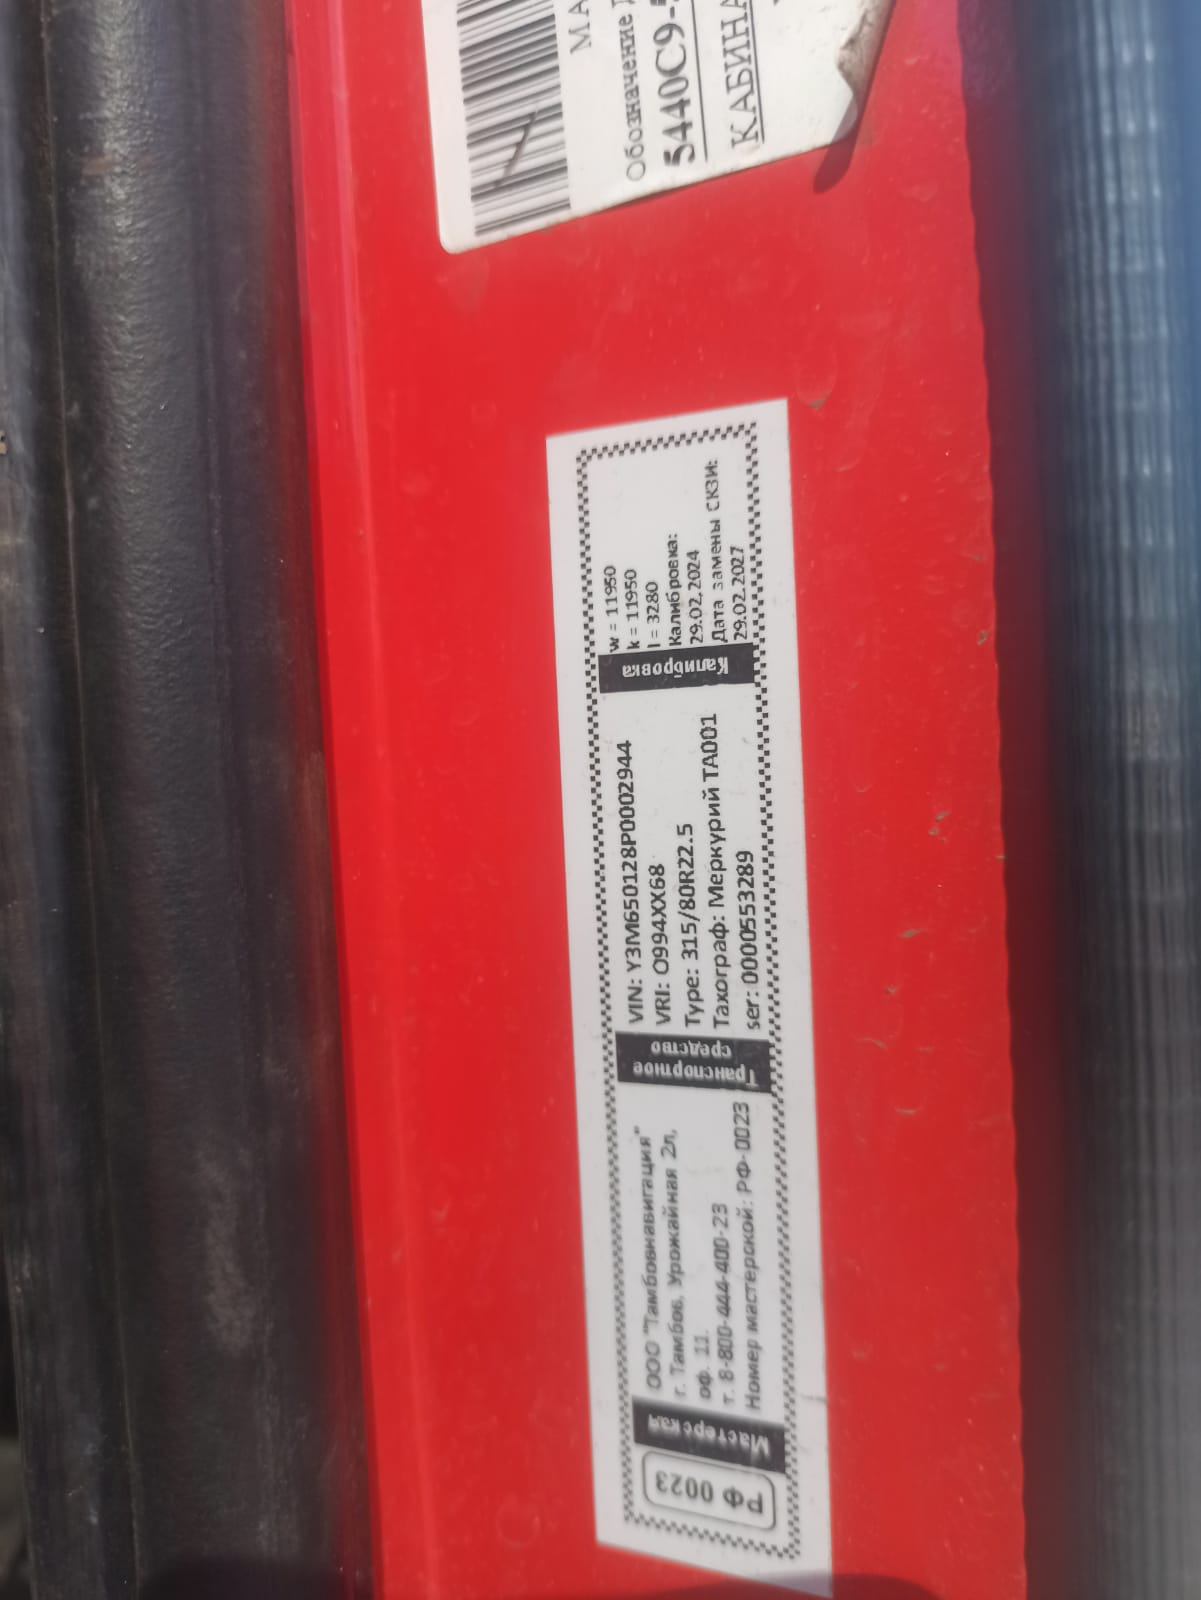 РФ 0023
Мастерская
ООО "Тамбовнавигация"
г. Тамбов, Урожайная 2л,
оф. 11.
т. 8-800-444-400-23
Номер мастерской: РФ-0023
Транспортное
средство
VIN: Y3M650128P0002944
VRI: O994XX68
Type: 315/80R22.5
Тахограф: Меркурий ТА001
ser: 0000553289
Калибровка
w = 11950
k = 11950
l = 3280
Калибровка:
29.02.2024
Дата замены СКЗИ:
29.02.2027
МА
Обозначение
5440С9-
КАБИНА